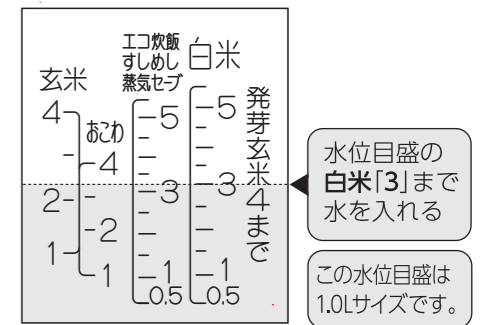 エコ炊飯
すしめし
蒸気セーブ
白米
玄米
おこわ
4
2
1
4
2
1
5
3
1
0.5
5
3
1
0.5
発芽玄米4まで
水位目盛の
白米「3」まで
水を入れる
この水位目盛は
1.0Lサイズです。